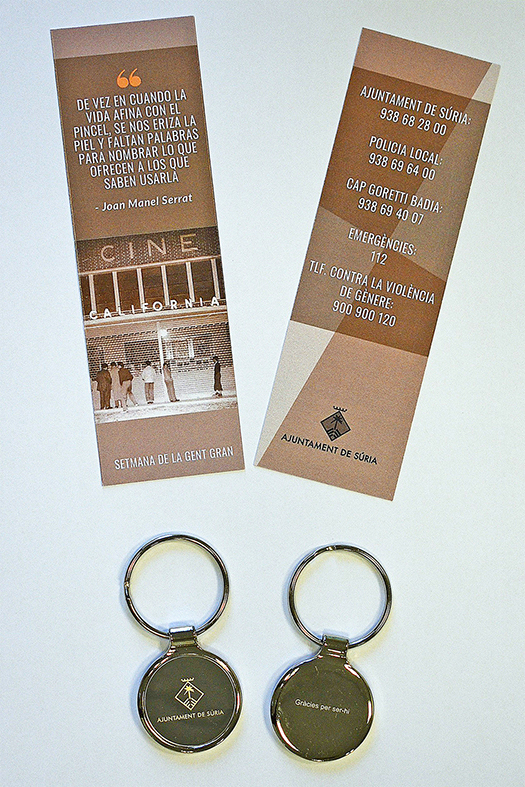 “
DE VEZ EN CUANDO LA
VIDA AFINA CON EL
PINCEL, SE NOS ERIZA LA
PIEL Y FALTAN PALABRAS
PARA NOMBRAR LO QUE
OFRECEN A LOS QUE
SABEN USARLA
- Joan Manel Serrat
CINE
CALIFORNIA
SETMANA DE LA GENT GRAN
AJUNTAMENT DE SÚRIA:
938 68 28 00
POLICIA LOCAL:
938 69 64 00
CAP GORETTI BADIA:
938 69 40 07
EMERGÈNCIES:
112
TLF. CONTRA LA VIOLÈNCIA
DE GÈNERE:
900 900 120
AJUNTAMENT DE SÚRIA
AJUNTAMENT DE SÚRIA
Gràcies per ser-hi